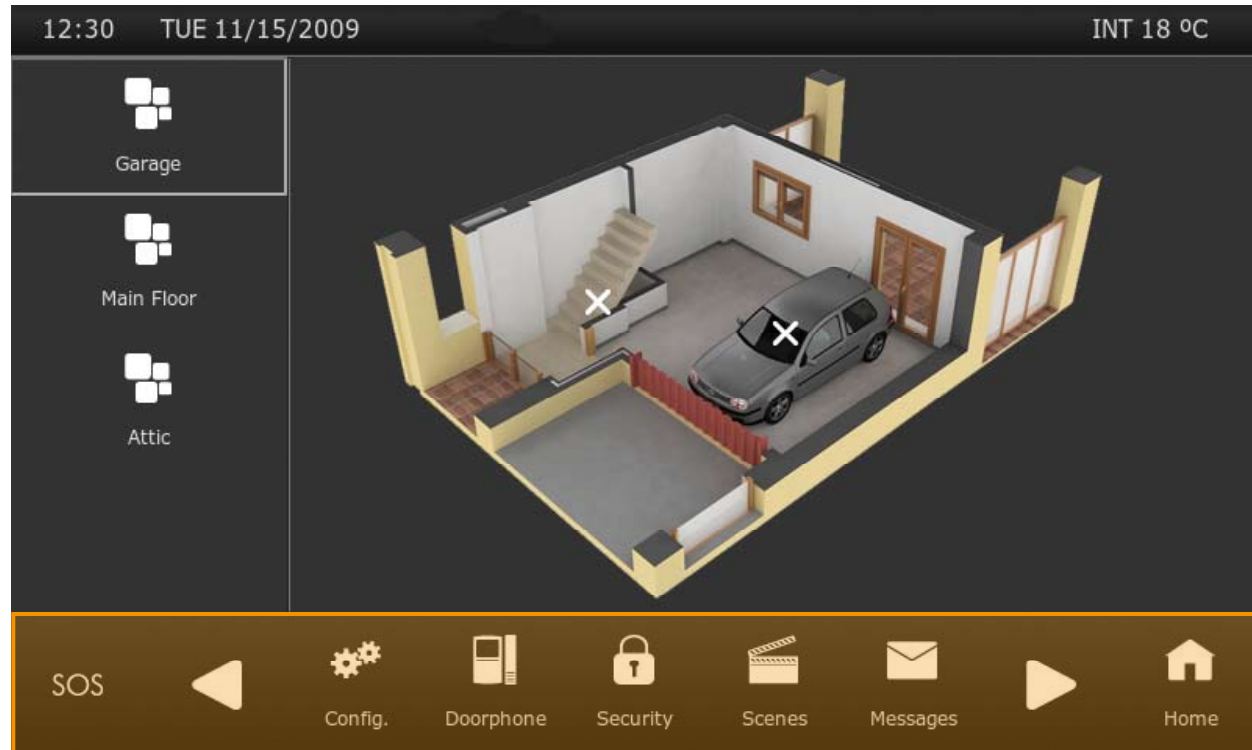 12:30 TUE 11/15/2009 INT 18 ºC
Garage
Main Floor
Attic
SOS
Config.
Doorphone
Security
Scenes
Messages
Home